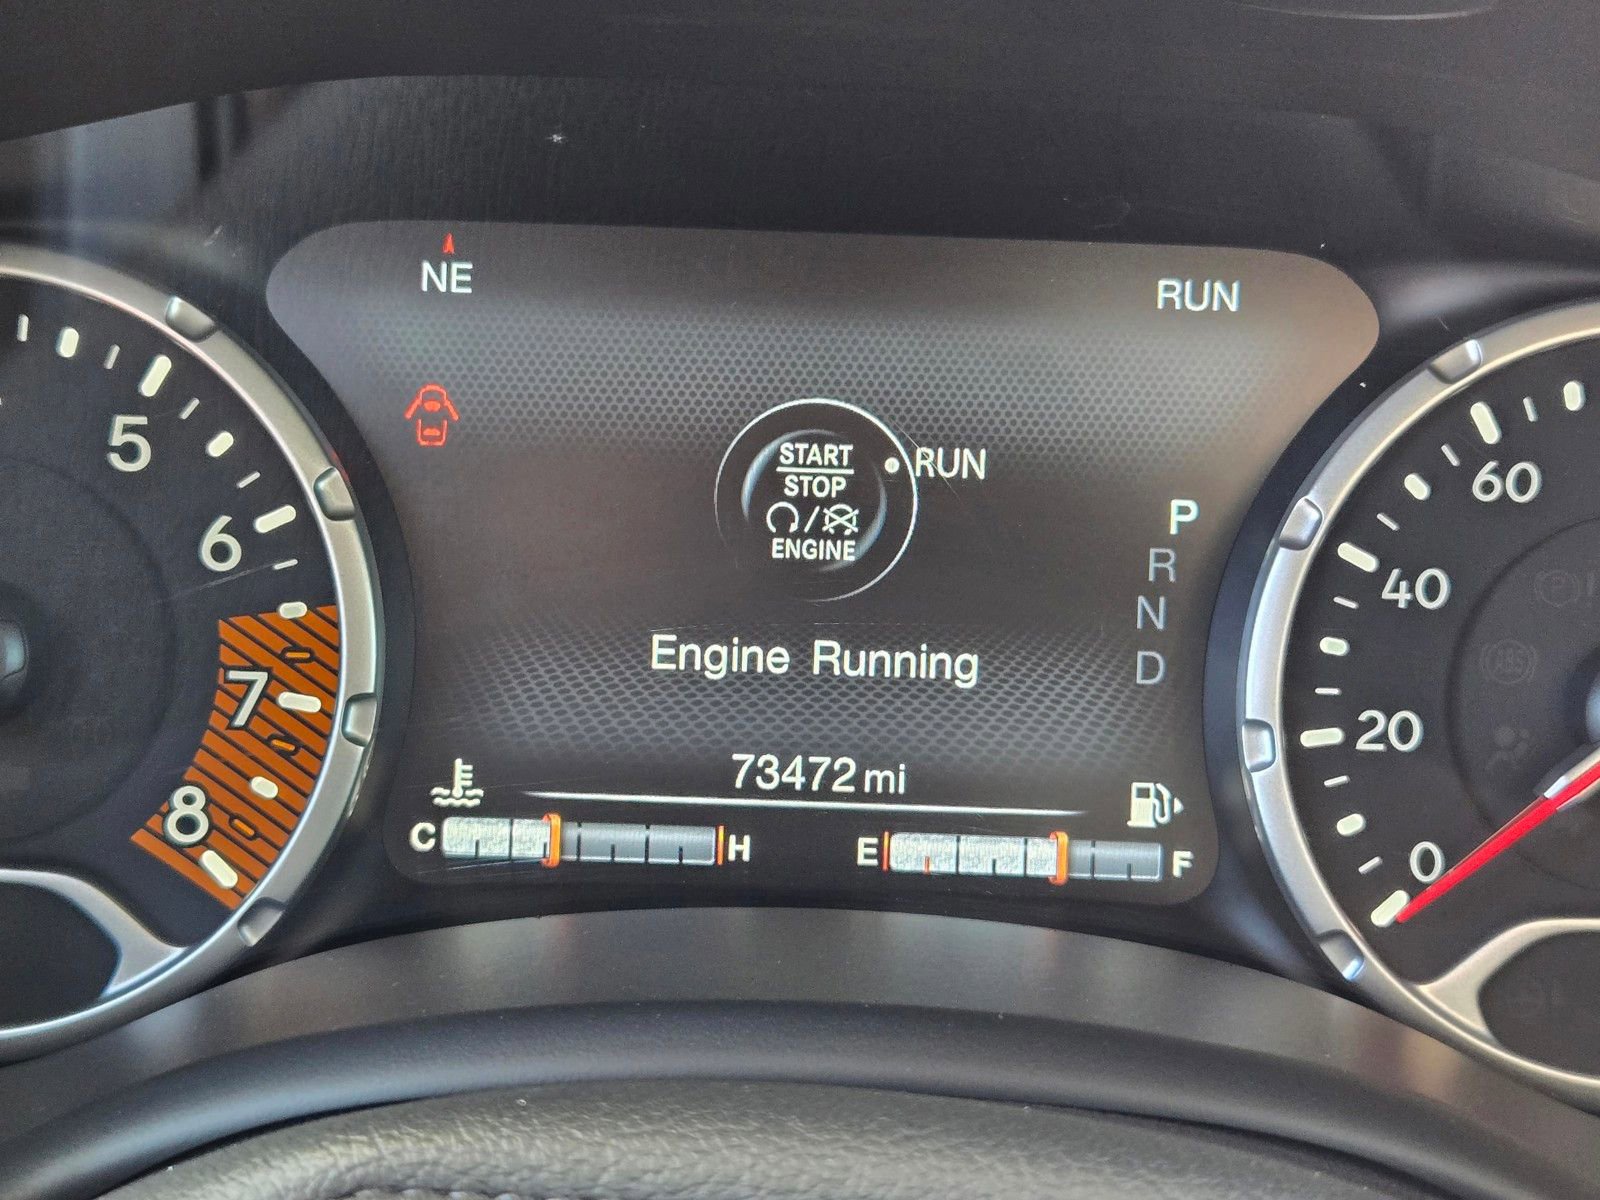 NE
RUN
5
6
7
8
START
STOP
ENGINE
RUN
P
R
N
D
Engine Running
73472 mi
C
H
E
F
60
40
20
0